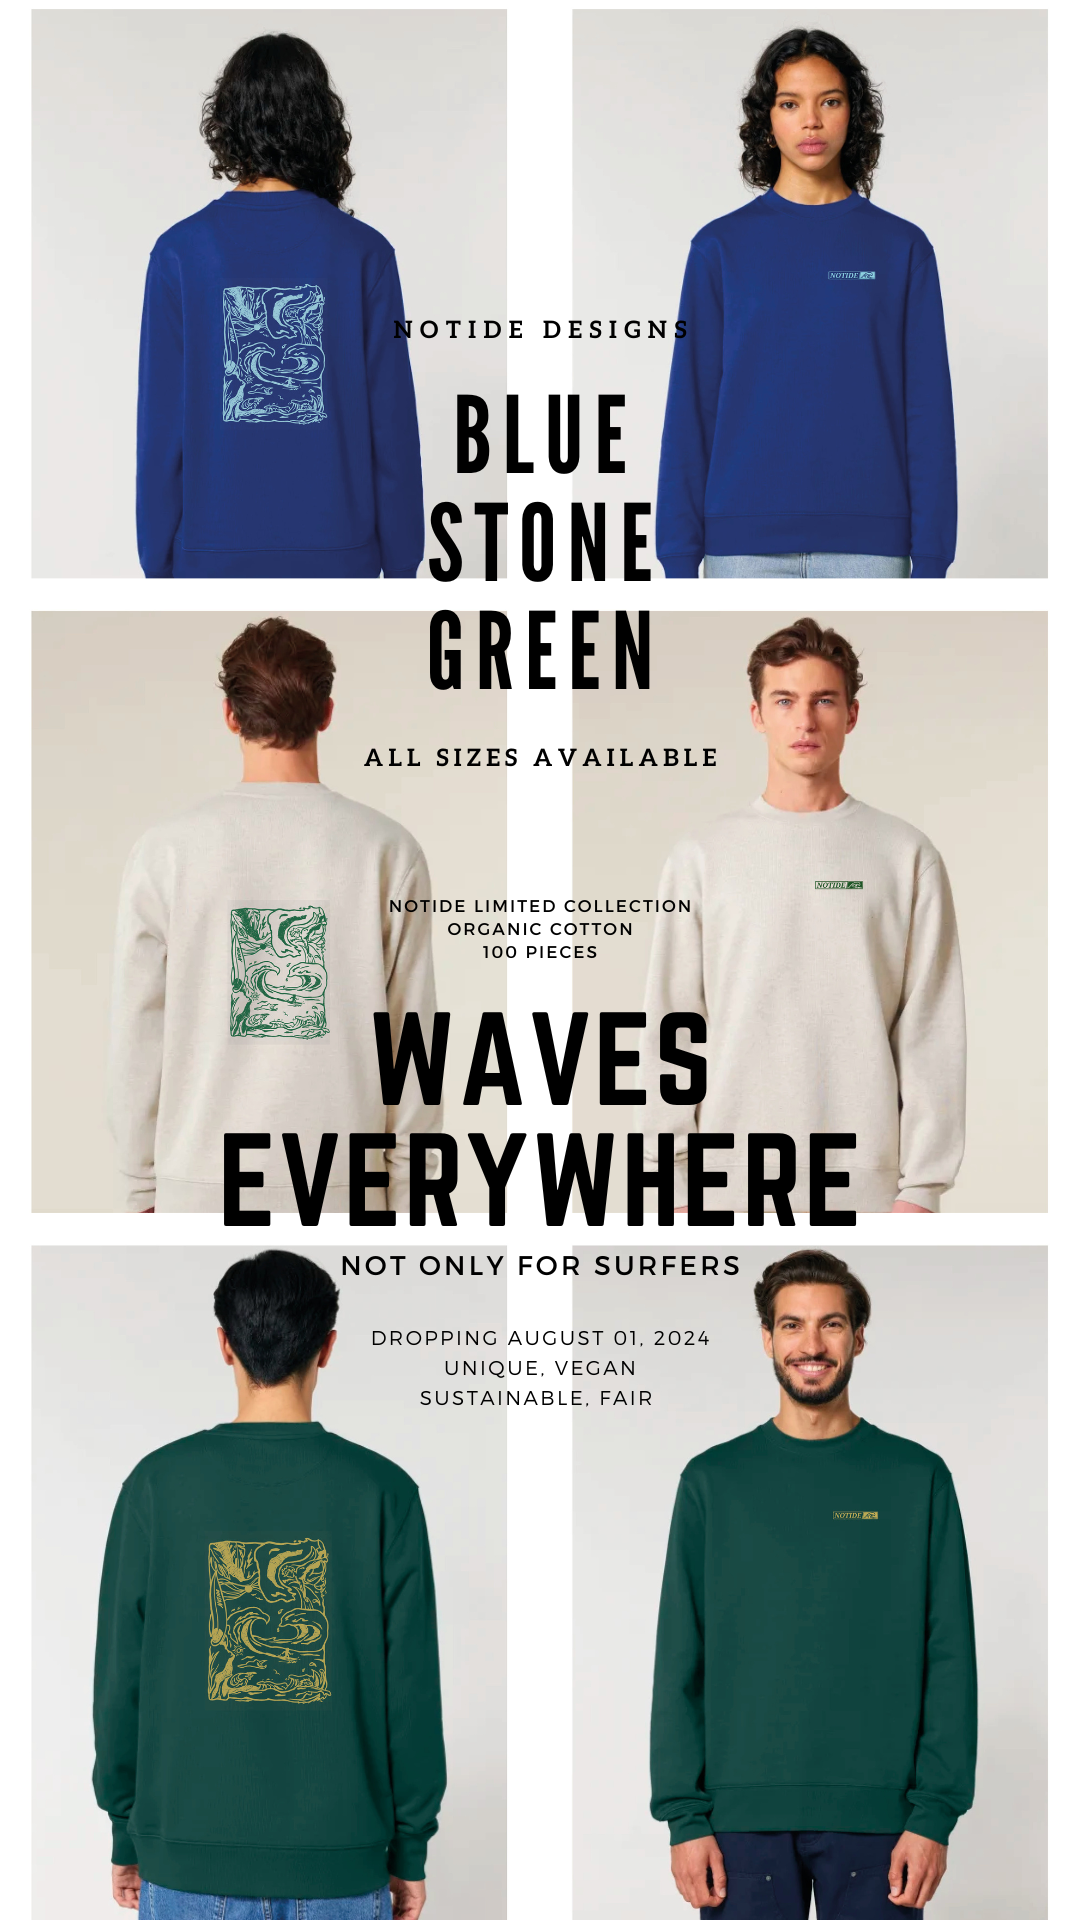 NOTIDE
NOTIDE DESIGNS
BLUE
STONE
GREEN
ALL SIZES AVAILABLE
NOTIDE
NOTIDE LIMITED COLLECTION
ORGANIC COTTON
100 PIECES
WAVES
EVERYWHERE
NOT ONLY FOR SURFERS
DROPPING AUGUST 01, 2024
UNIQUE, VEGAN
SUSTAINABLE, FAIR
NOTIDE